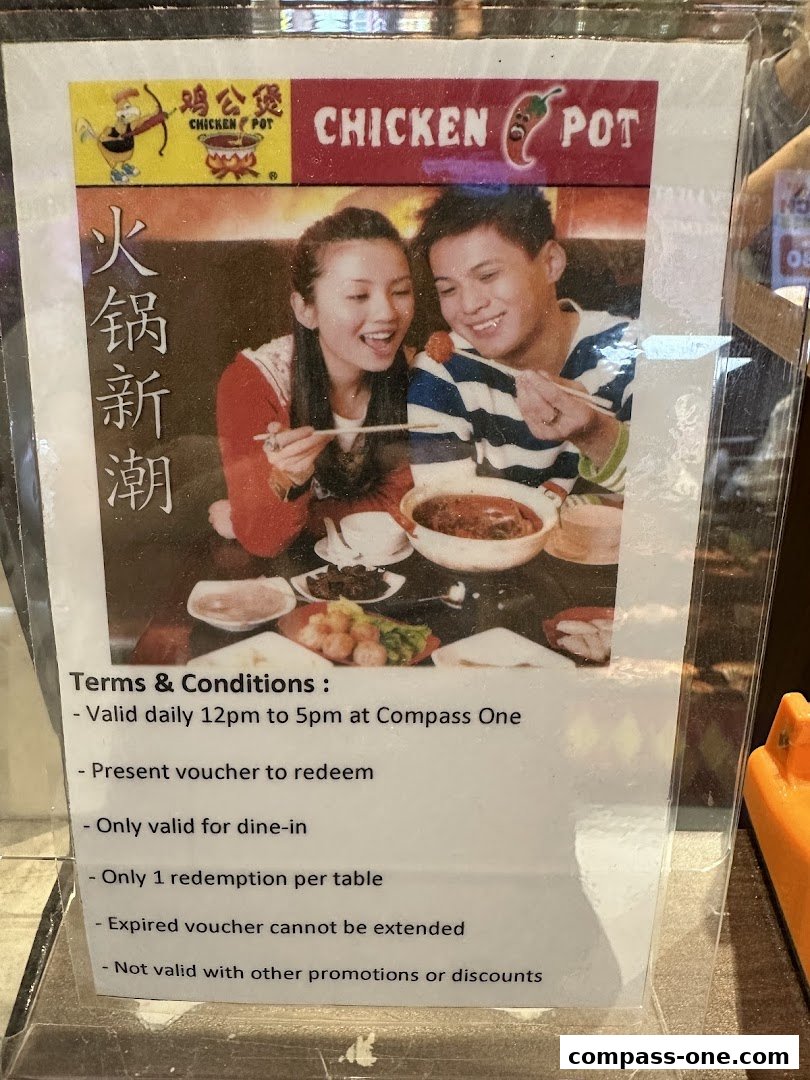 鸡公煲
CHICKEN POT
®
CHICKEN POT
火锅新潮
Terms & Conditions :
- Valid daily 12pm to 5pm at Compass One
- Present voucher to redeem
- Only valid for dine-in
- Only 1 redemption per table
- Expired voucher cannot be extended
- Not valid with other promotions or discounts
compass-one.com